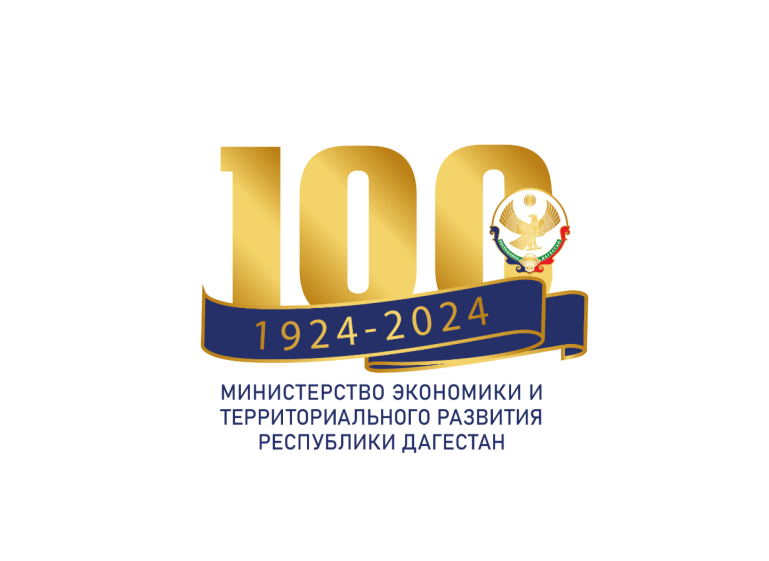 100
1924-2024
МИНИСТЕРСТВО ЭКОНОМИКИ И
ТЕРРИТОРИАЛЬНОГО РАЗВИТИЯ
РЕСПУБЛИКИ ДАГЕСТАН